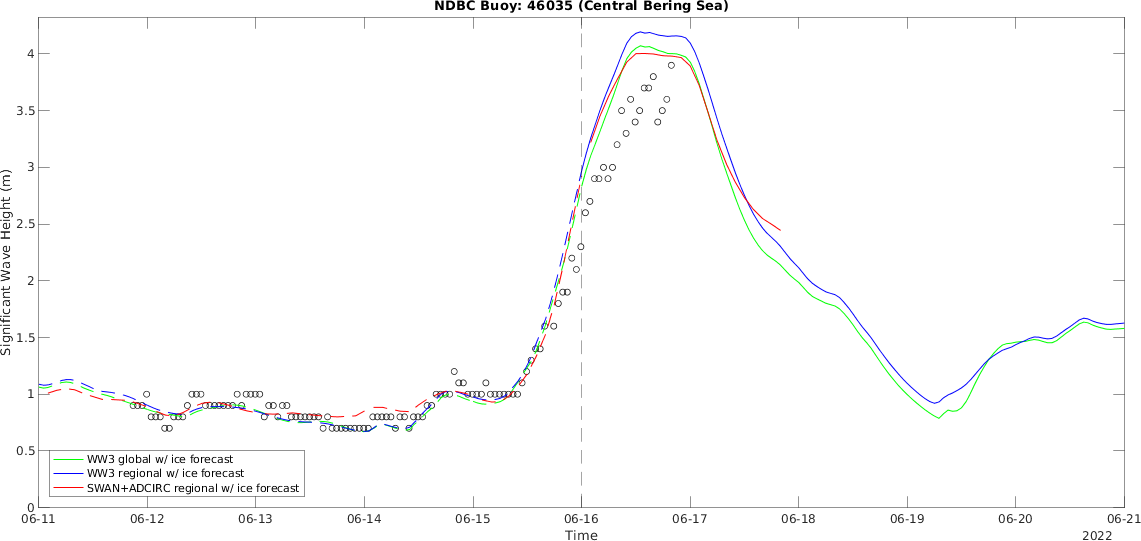 NDBC Buoy: 46035 (Central Bering Sea)
Significant Wave Height (m)
4
3.5
3
2.5
2
1.5
1
0.5
0
WW3 global w/ ice forecast
WW3 regional w/ ice forecast
SWAN+ADCIRC regional w/ ice forecast
06-11 06-12 06-13 06-14 06-15 06-16 06-17 06-18 06-19 06-20 06-21
Time 2022